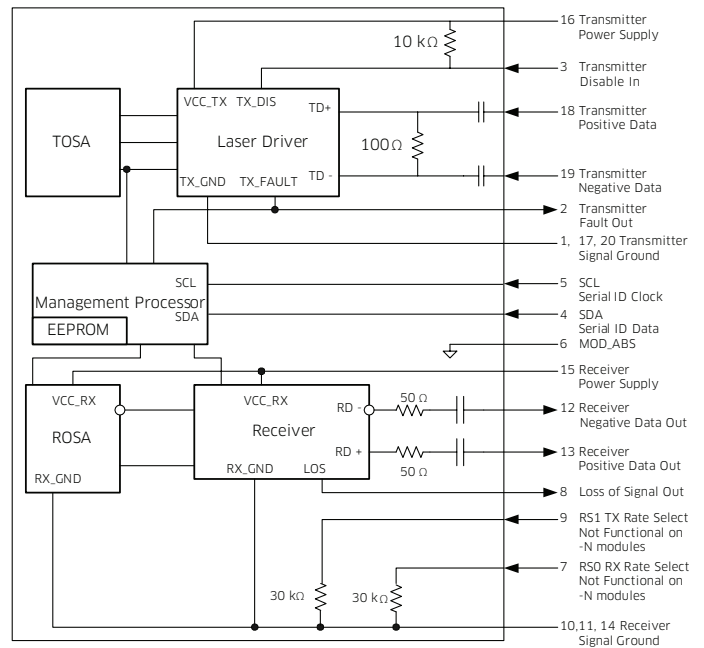 16 Transmitter
Power Supply
10 kΩ
3 Transmitter
Disable In
VCC_TX TX_DIS
TD+
18 Transmitter
Positive Data
TOSA
Laser Driver
100Ω
TD -
19 Transmitter
Negative Data
TX_GND TX_FAULT
2 Transmitter
Fault Out
1, 17, 20 Transmitter
Signal Ground
SCL
5 SCL
Serial ID Clock
Management Processor
SDA
4 SDA
Serial ID Data
EEPROM
6 MOD_ABS
15 Receiver
Power Supply
VCC_RX
VCC_RX
50 Ω
RD -
12 Receiver
Negative Data Out
ROSA
Receiver
RD +
13 Receiver
Positive Data Out
50 Ω
RX_GND
RX_GND LOS
8 Loss of Signal Out
9 RS1 TX Rate Select
Not Functional on
-N modules
7 RS0 RX Rate Select
Not Functional on
-N modules
30 kΩ
30 kΩ
10,11, 14 Receiver
Signal Ground